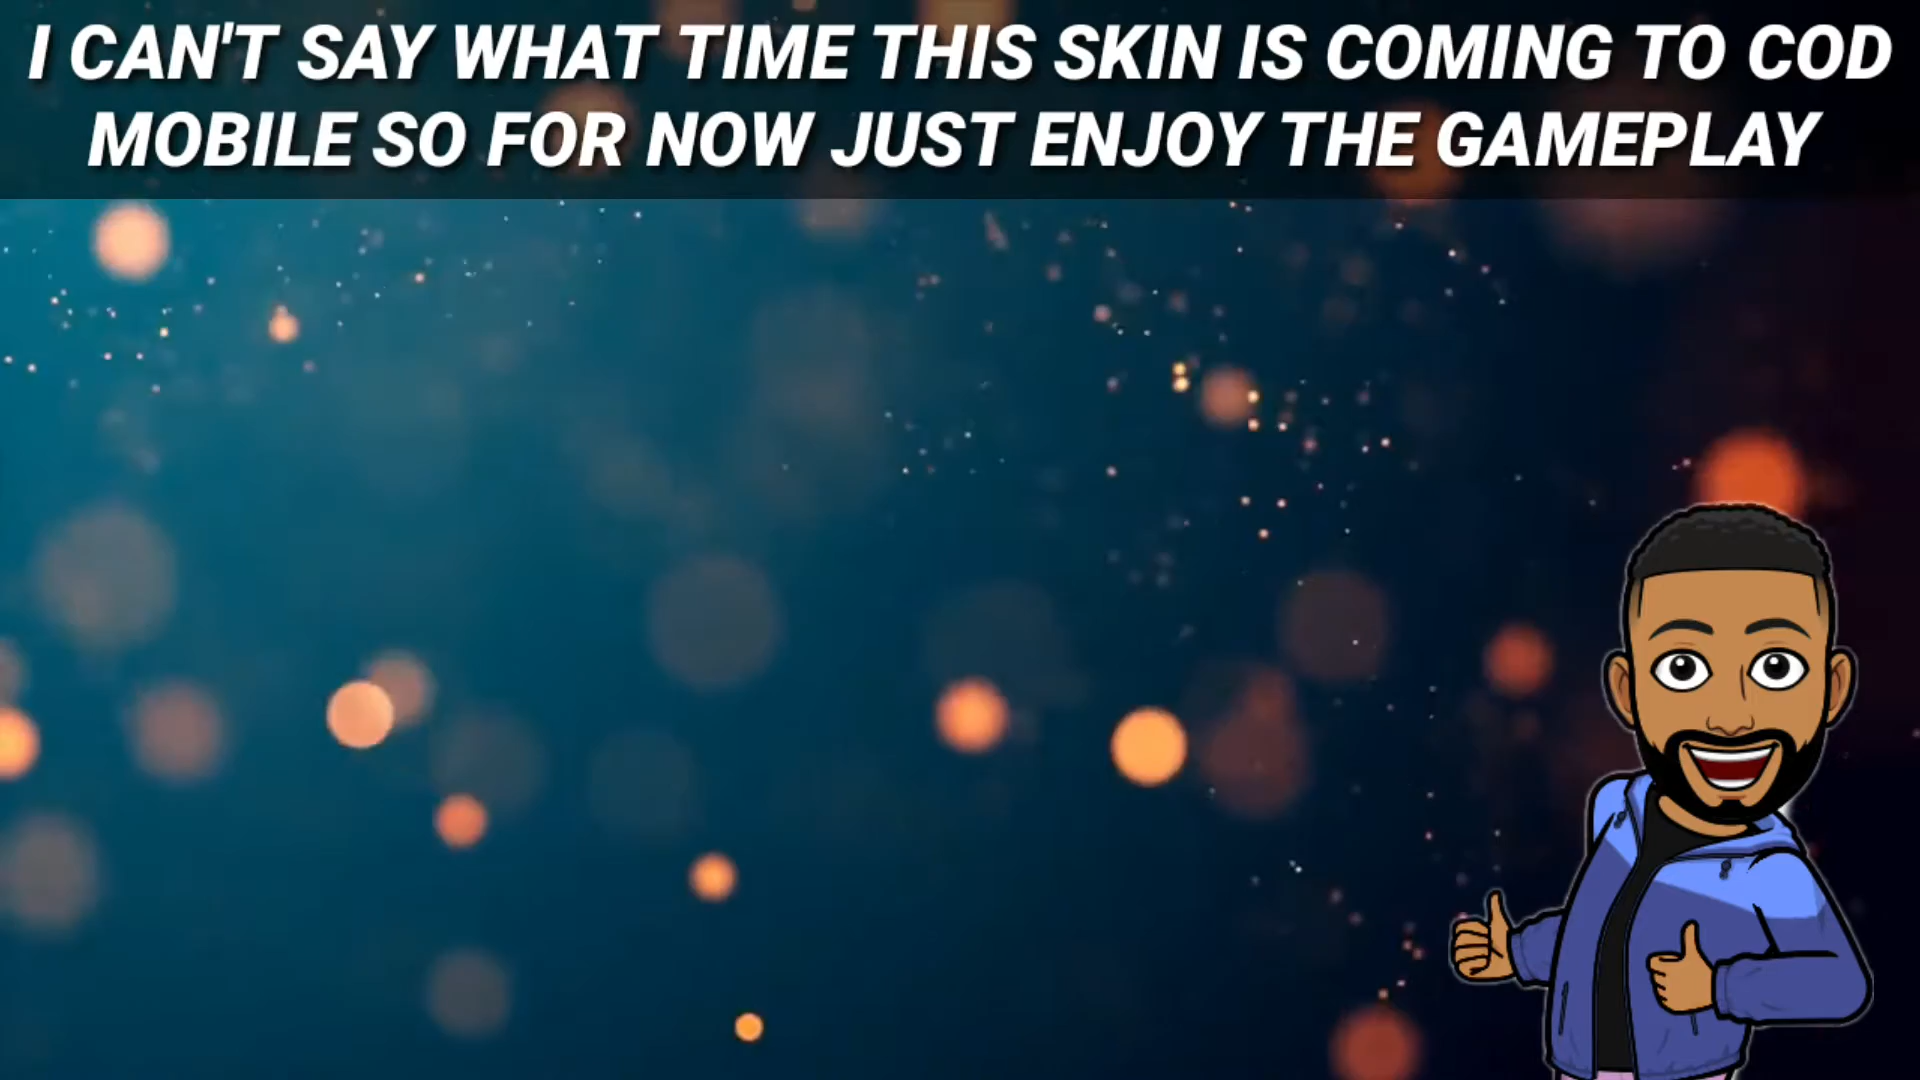 I CAN'T SAY WHAT TIME THIS SKIN IS COMING TO COD
MOBILE SO FOR NOW JUST ENJOY THE GAMEPLAY